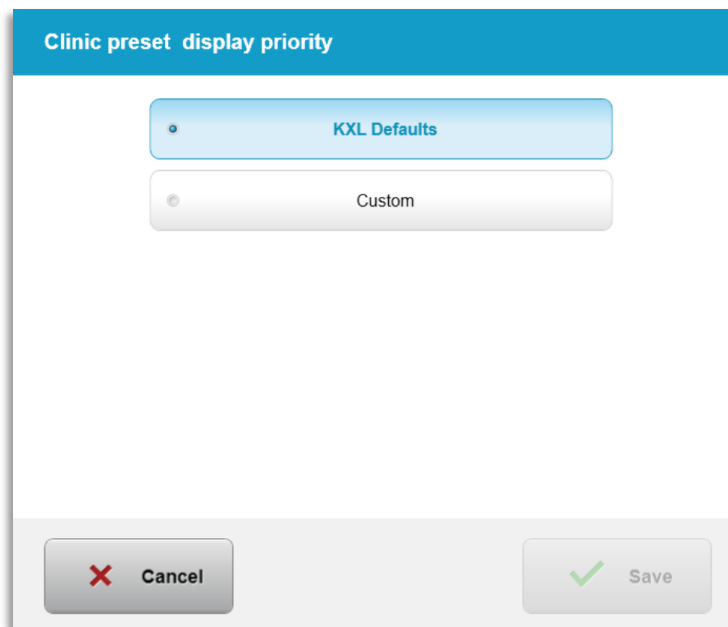 Clinic preset display priority
KXL Defaults
Custom
Cancel
Save